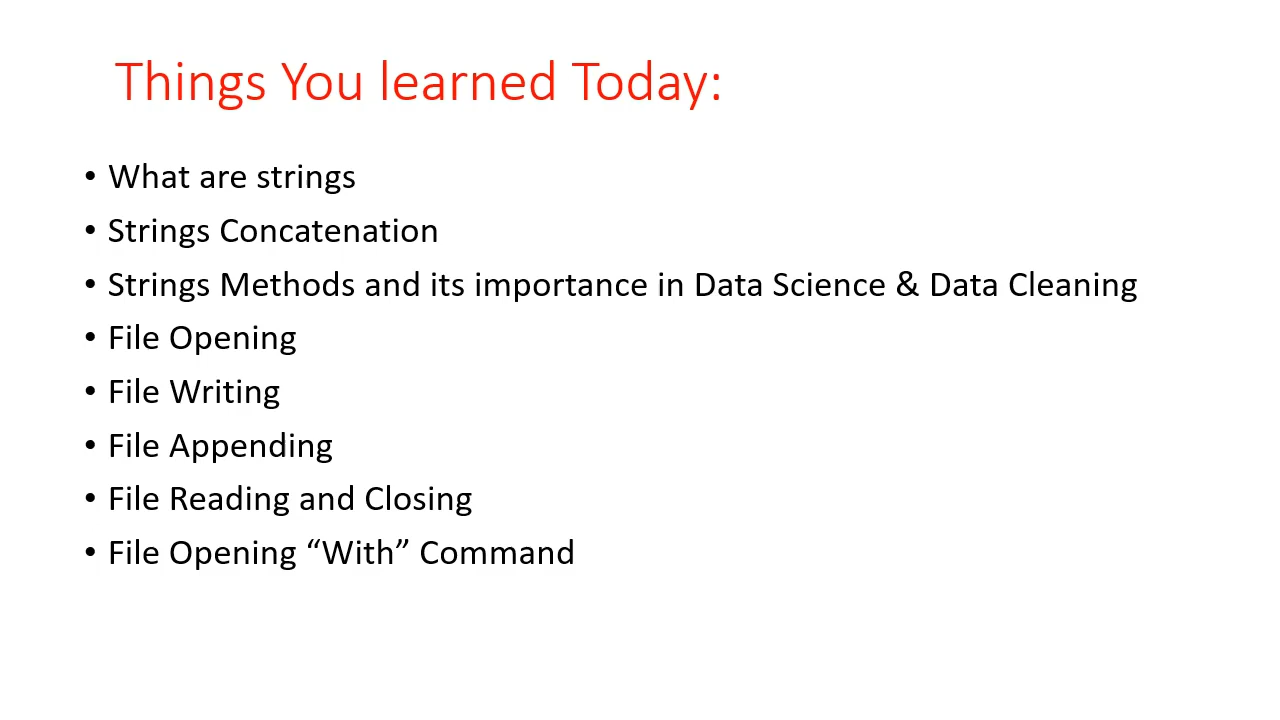 Things You learned Today:
• What are strings
• Strings Concatenation
• Strings Methods and its importance in Data Science & Data Cleaning
• File Opening
• File Writing
• File Appending
• File Reading and Closing
• File Opening “With” Command